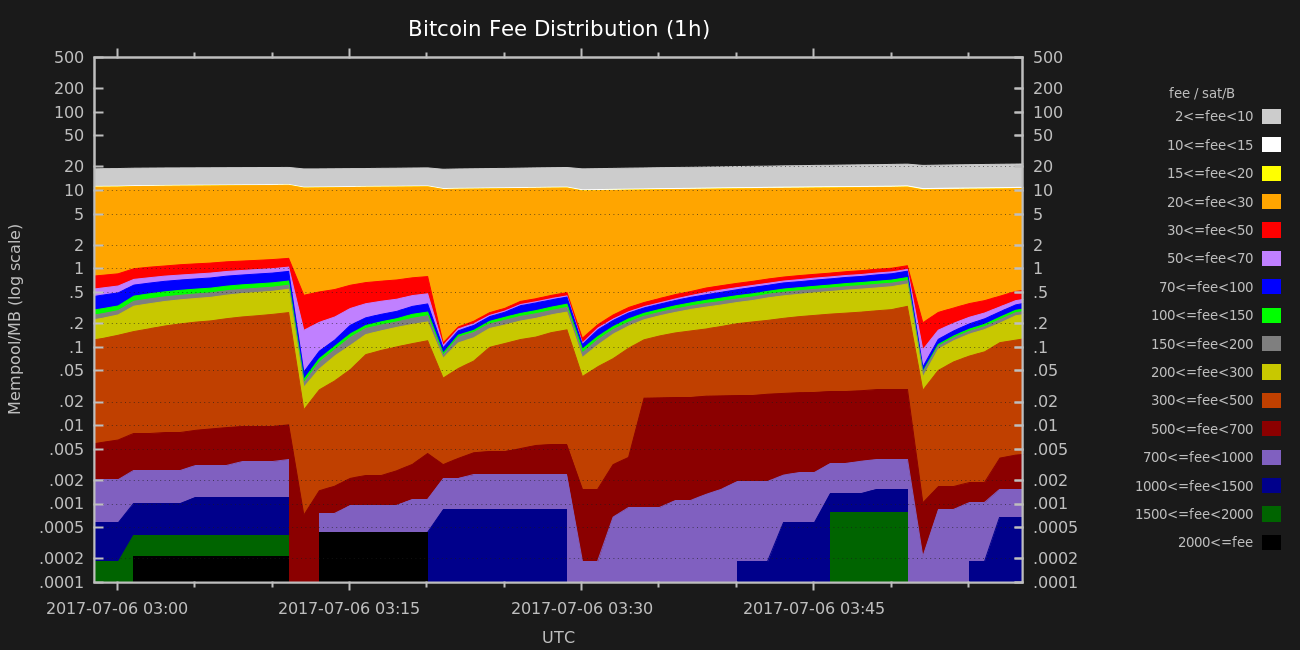 Bitcoin Fee Distribution (1h)
500
200
100
50
20
10
5
2
1
.5
.2
.1
.05
.02
.01
.005
.002
.001
.0005
.0002
.0001
Mempool/MB (log scale)
500
200
100
50
20
10
5
2
1
.5
.2
.1
.05
.02
.01
.005
.002
.001
.0005
.0002
.0001
2017-07-06 03:00 2017-07-06 03:15 2017-07-06 03:30 2017-07-06 03:45
UTC
fee / sat/B
2<=fee<10
10<=fee<15
15<=fee<20
20<=fee<30
30<=fee<50
50<=fee<70
70<=fee<100
100<=fee<150
150<=fee<200
200<=fee<300
300<=fee<500
500<=fee<700
700<=fee<1000
1000<=fee<1500
1500<=fee<2000
2000<=fee